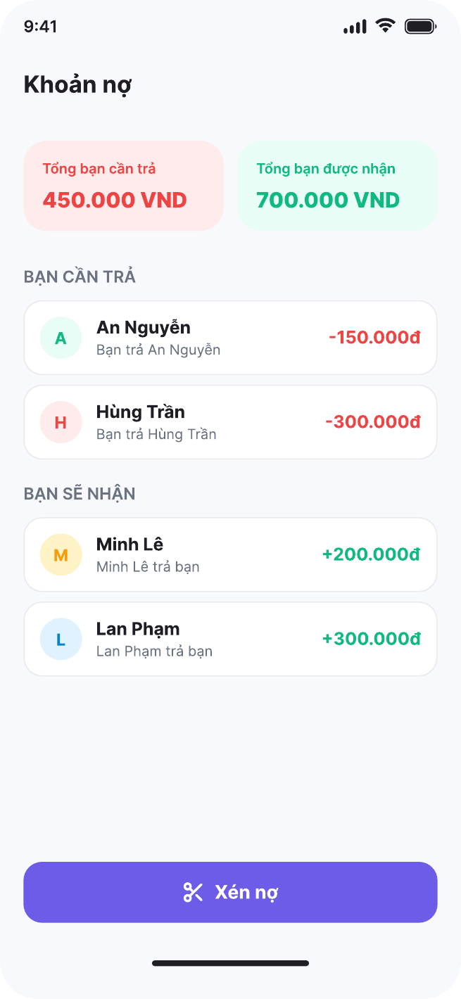 9:41
Khoản nợ
Tổng bạn cần trả
450.000 VND
Tổng bạn được nhận
700.000 VND
BẠN CẦN TRẢ
A
An Nguyễn
Bạn trả An Nguyễn
-150.000đ
H
Hùng Trần
Bạn trả Hùng Trần
-300.000đ
BẠN SẼ NHẬN
M
Minh Lê
Minh Lê trả bạn
+200.000đ
L
Lan Phạm
Lan Phạm trả bạn
+300.000đ
Xén nợ